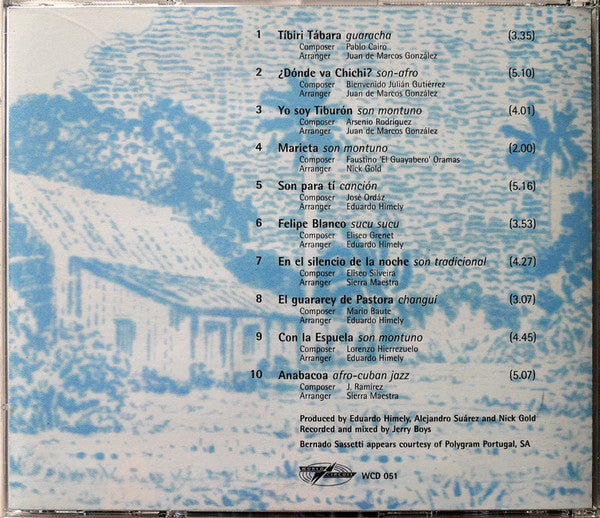 1 Tíbiri Tábara guaracha (3.35)
Composer Pablo Cairo
Arranger Juan de Marcos González
2 ¿Dónde va Chichi? son-afro (5.10)
Composer Bienvenido Julián Gutiérrez
Arranger Juan de Marcos González
3 Yo soy Tiburón son montuno (4.01)
Composer Arsenio Rodríguez
Arranger Juan de Marcos González
4 Marieta son montuno (2.00)
Composer Faustino 'El Guayabero' Oramas
Arranger Nick Gold
5 Son para tí canción (5.16)
Composer José Ordáz
Arranger Eduardo Himely
6 Felipe Blanco sucu sucu (3.53)
Composer Eliseo Grenet
Arranger Eduardo Himely
7 En el silencio de la noche son tradicional (4.27)
Composer Eliseo Silveira
Arranger Sierra Maestra
8 El guararey de Pastora changui (3.07)
Composer Mario Baute
Arranger Eduardo Himely
9 Con la Espuela son montuno (4.45)
Composer Lorenzo Hierrezuelo
Arranger Eduardo Himely
10 Anabacoa afro-cuban jazz (5.07)
Composer J. Ramírez
Arranger Sierra Maestra
Produced by Eduardo Himely, Alejandro Suárez and Nick Gold
Recorded and mixed by Jerry Boys
Bernado Sassetti appears courtesy of Polygram Portugal, SA
WORLD CIRCUIT WCD 051